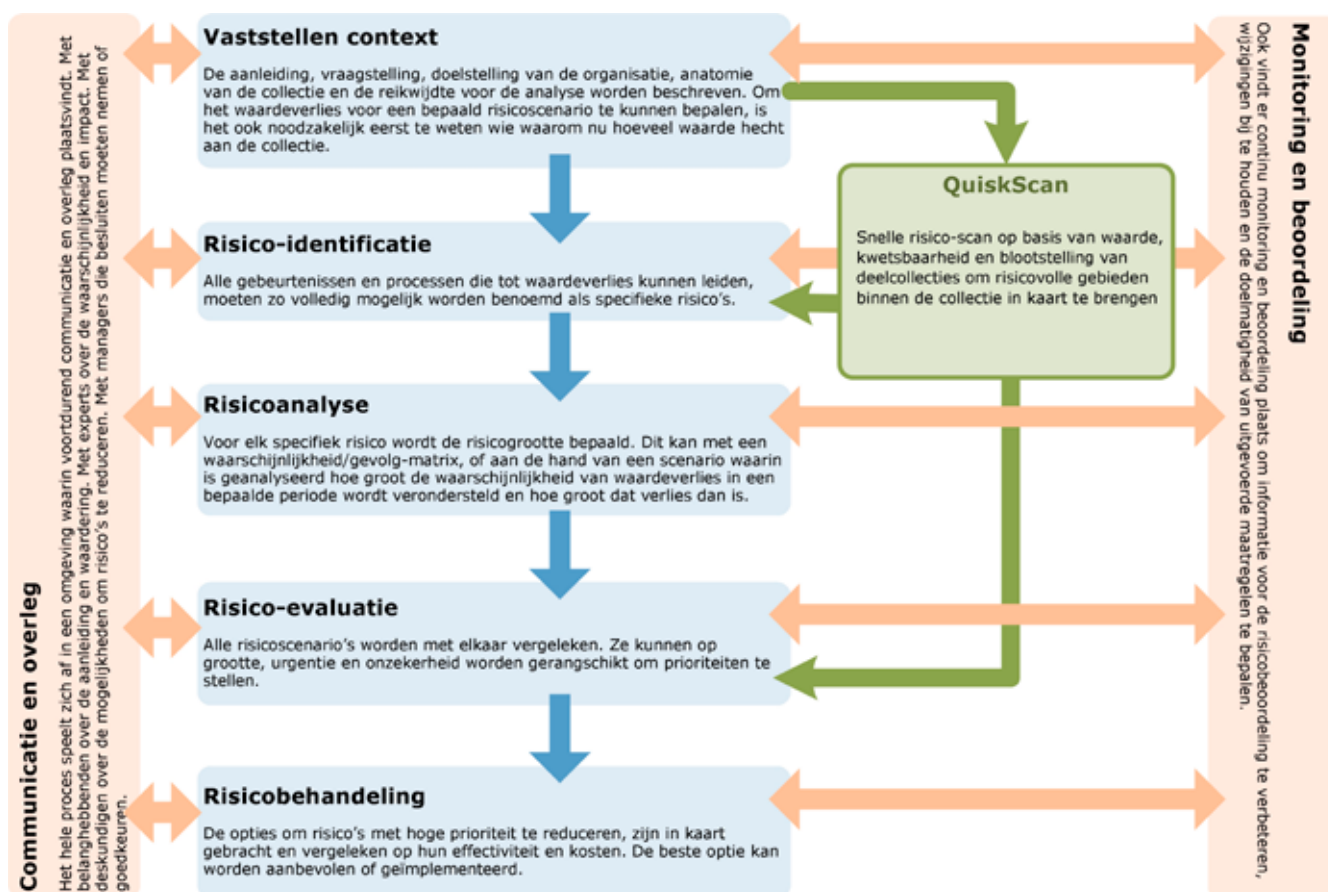 Communicatie en overleg
Het hele proces speelt zich af in een omgeving waarin voortdurend communicatie en overleg plaatsvindt. Met
belanghebbenden over de aanleiding en waardering. Met experts over de waarschijnlijkheid en impact. Met
deskundigen over de mogelijkheden om risico's te reduceren. Met managers die besluiten moeten nemen of
goedkeuren.
Vaststellen context
De aanleiding, vraagstelling, doelstelling van de organisatie, anatomie
van de collectie en de reikwijdte voor de analyse worden beschreven. Om
het waardeverlies voor een bepaald risicoscenario te kunnen bepalen, is
het ook noodzakelijk eerst te weten wie waarom nu hoeveel waarde hecht
aan de collectie.
Risico-identificatie
Alle gebeurtenissen en processen die tot waardeverlies kunnen leiden,
moeten zo volledig mogelijk worden benoemd als specifieke risico's.
Risicoanalyse
Voor elk specifiek risico wordt de risicogrootte bepaald. Dit kan met een
waarschijnlijkheid/gevolg-matrix, of aan de hand van een scenario waarin
is geanalyseerd hoe groot de waarschijnlijkheid van waardeverlies in een
bepaalde periode wordt verondersteld en hoe groot dat verlies dan is.
Risico-evaluatie
Alle risicoscenario's worden met elkaar vergeleken. Ze kunnen op
grootte, urgentie en onzekerheid worden gerangschikt om prioriteiten te
stellen.
Risicobehandeling
De opties om risico's met hoge prioriteit te reduceren, zijn in kaart
gebracht en vergeleken op hun effectiviteit en kosten. De beste optie kan
worden aanbevolen of geïmplementeerd.
QuiskScan
Snelle risico-scan op basis van waarde,
kwetsbaarheid en blootstelling van
deelcollecties om risicovolle gebieden
binnen de collectie in kaart te brengen
Monitoring en beoordeling
Ook vindt er continu monitoring en beoordeling plaats om informatie voor de risicobeoordeling te verbeteren,
wijzigingen bij te houden en de doelmatigheid van uitgevoerde maatregelen te bepalen.